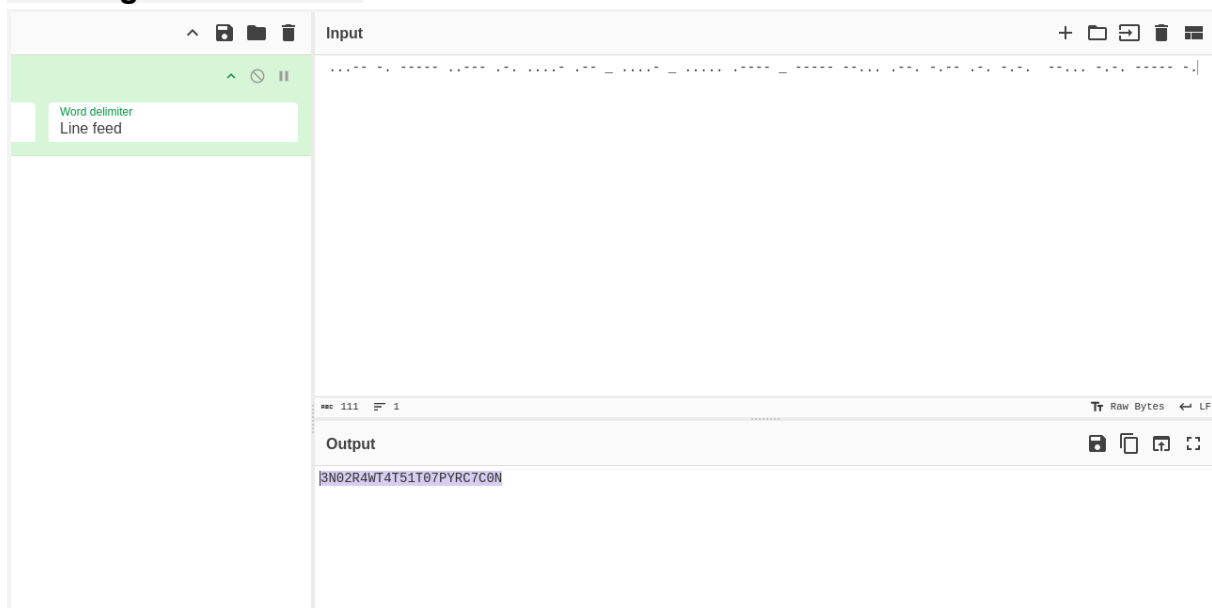 Input
...-- -. ----- ..--- .-. ....- .-- _ ....- _ ..... .---- _ ----- --... .--. -.-- .-. -.-.  --... -.-. ----- -.
Word delimiter
Line feed
111 1 Raw Bytes LF
Output
3N02R4WT4T51T07PYRC7C0N